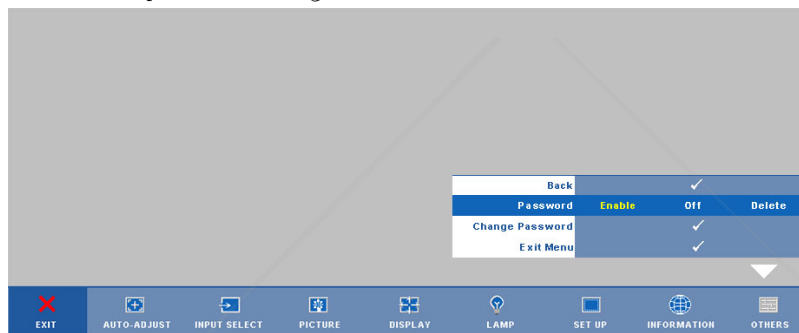 Back
Password Enable Off Delete
Change Password
Exit Menu
EXIT AUTO-ADJUST INPUT SELECT PICTURE DISPLAY LAMP SET UP INFORMATION OTHERS